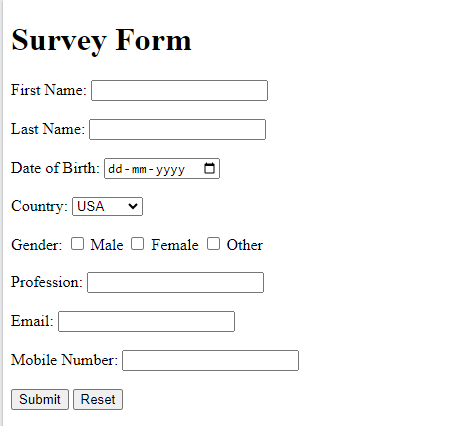 Survey Form
First Name:
Last Name:
Date of Birth: dd-mm-yyyy
Country: USA
Gender: Male Female Other
Profession:
Email:
Mobile Number:
Submit Reset